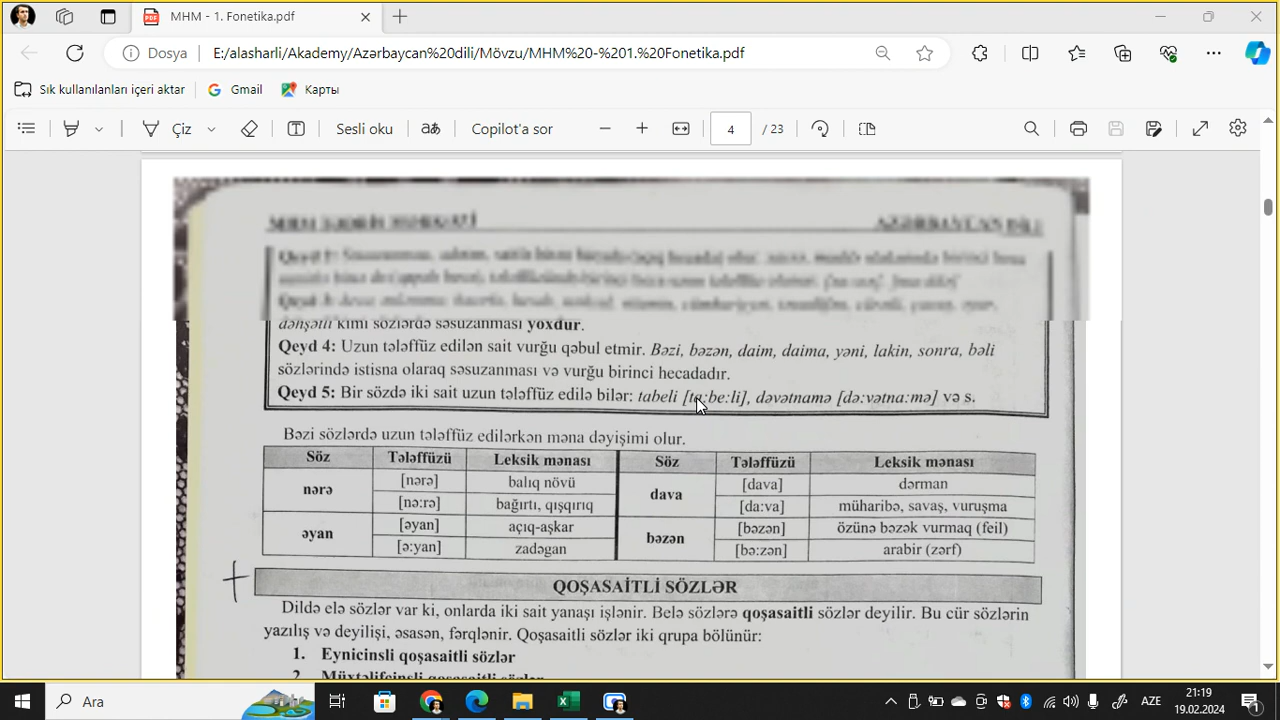 MHM - 1. Fonetika.pdf
Dosya E:/alasharli/Akademy/Azərbaycan%20dili/Mövzu/MHM%20-%201.%20Fonetika.pdf
Sık kullanılanları içeri aktar Gmail Карты
Çiz Sesli oku aあ Copilot'a sor 4 / 23
dəhşətli kimi sözlərdə səsuzanması yoxdur.
Qeyd 4: Uzun tələffüz edilən sait vurğu qəbul etmir. Bəzi, bəzən, daim, daima, yəni, lakin, sonra, bəli
sözlərində istisna olaraq səsuzanması və vurğu birinci hecadadır.
Qeyd 5: Bir sözdə iki sait uzun tələffüz edilə bilər: tabeli [ta:be:li], dəvətnamə [də:vətna:mə] və s.
Bəzi sözlərdə uzun tələffüz edilərkən məna dəyişimi olur.
Söz Tələffüzü Leksik mənası Söz Tələffüzü Leksik mənası
nərə [nərə] balıq növü dava [dava] dərman
[nə:rə] bağırtı, qışqırıq [da:va] müharibə, savaş, vuruşma
əyan [əyan] açıq-aşkar bəzən [bəzən] özünə bəzək vurmaq (feil)
[ə:yan] zadəgan [bə:zən] arabir (zərf)
QOŞASAİTLİ SÖZLƏR
Dildə elə sözlər var ki, onlarda iki sait yanaşı işlənir. Belə sözlərə qoşasaitli sözlər deyilir. Bu cür sözlərin
yazılış və deyilişi, əsasən, fərqlənir. Qoşasaitli sözlər iki qrupa bölünür:
1. Eynicinsli qoşasaitli sözlər
2. Müxtəlifcinsli qoşasaitli sözlər
Ara AZE 21:19
19.02.2024